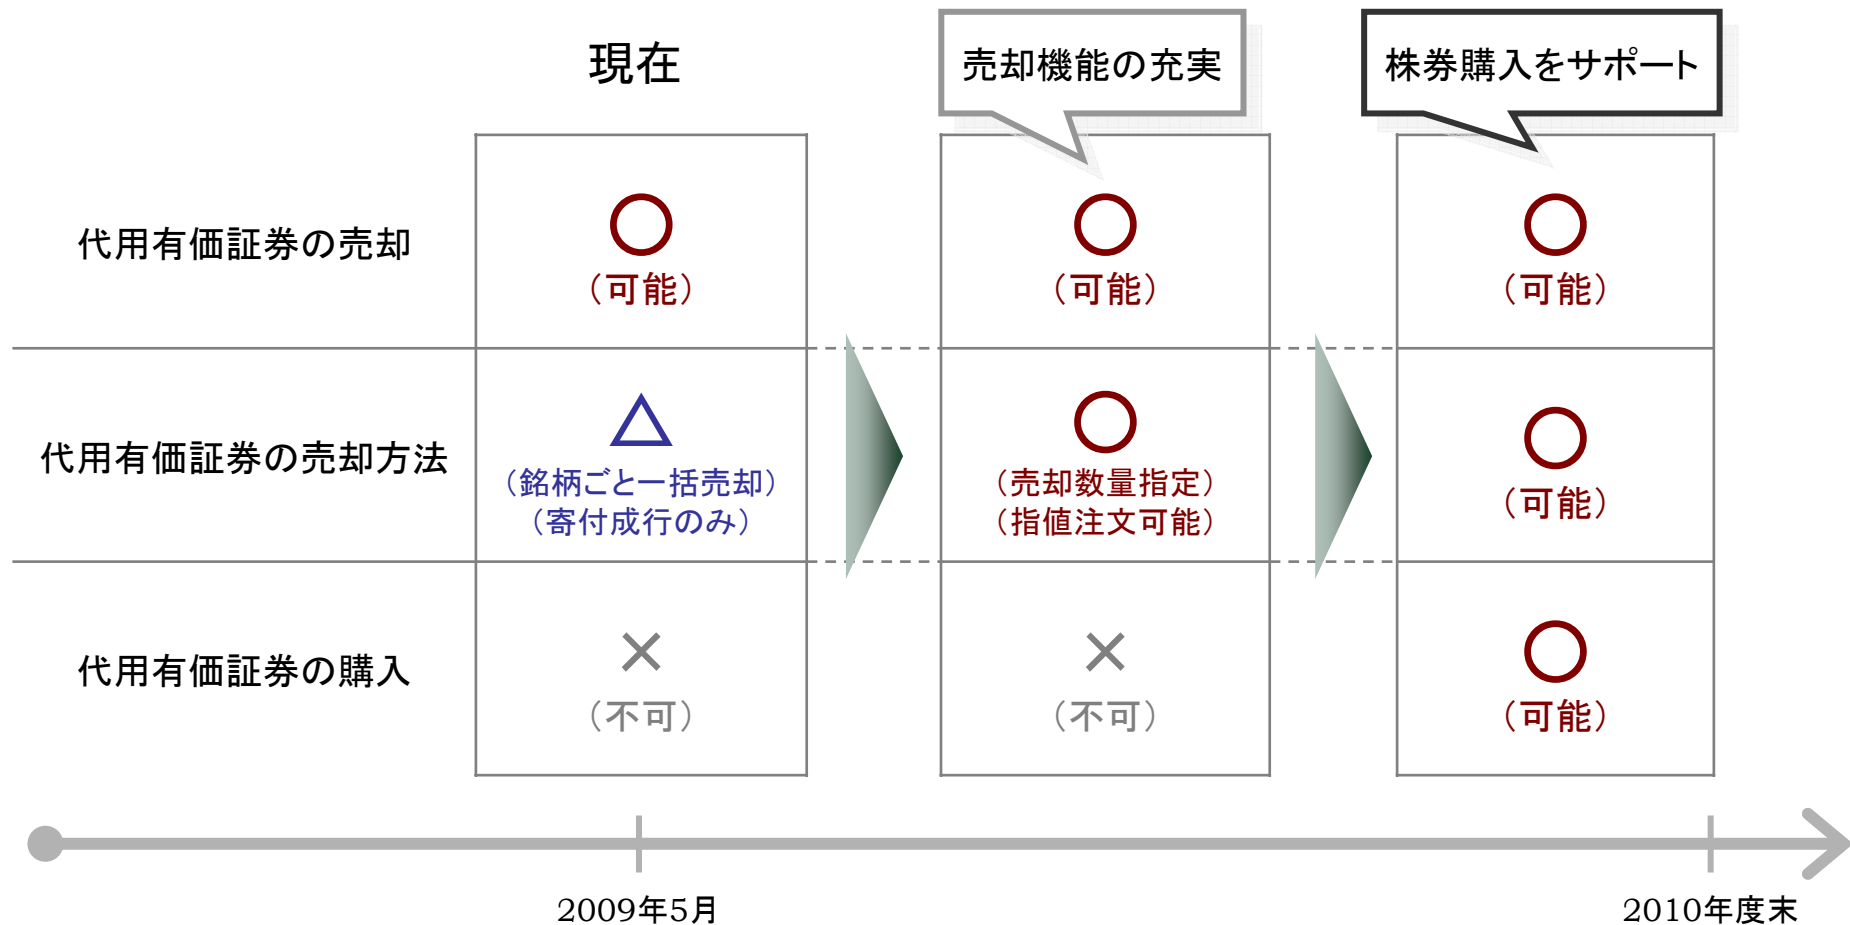 現在
売却機能の充実
株券購入をサポート
代用有価証券の売却
（可能）
（可能）
（可能）
代用有価証券の売却方法
（銘柄ごと一括売却）
（寄付成行のみ）
（売却数量指定）
（指値注文可能）
（可能）
代用有価証券の購入
（不可）
（不可）
（可能）
2009年5月
2010年度末